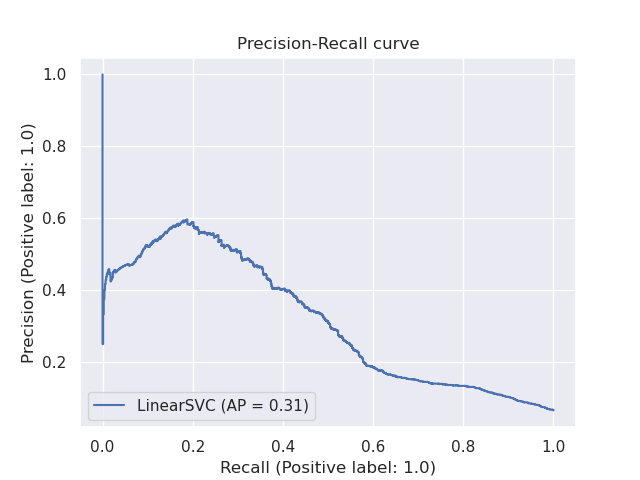 Precision-Recall curve
1.0
0.8
0.6
0.4
0.2
Precision (Positive label: 1.0)
LinearSVC (AP = 0.31)
0.0 0.2 0.4 0.6 0.8 1.0
Recall (Positive label: 1.0)